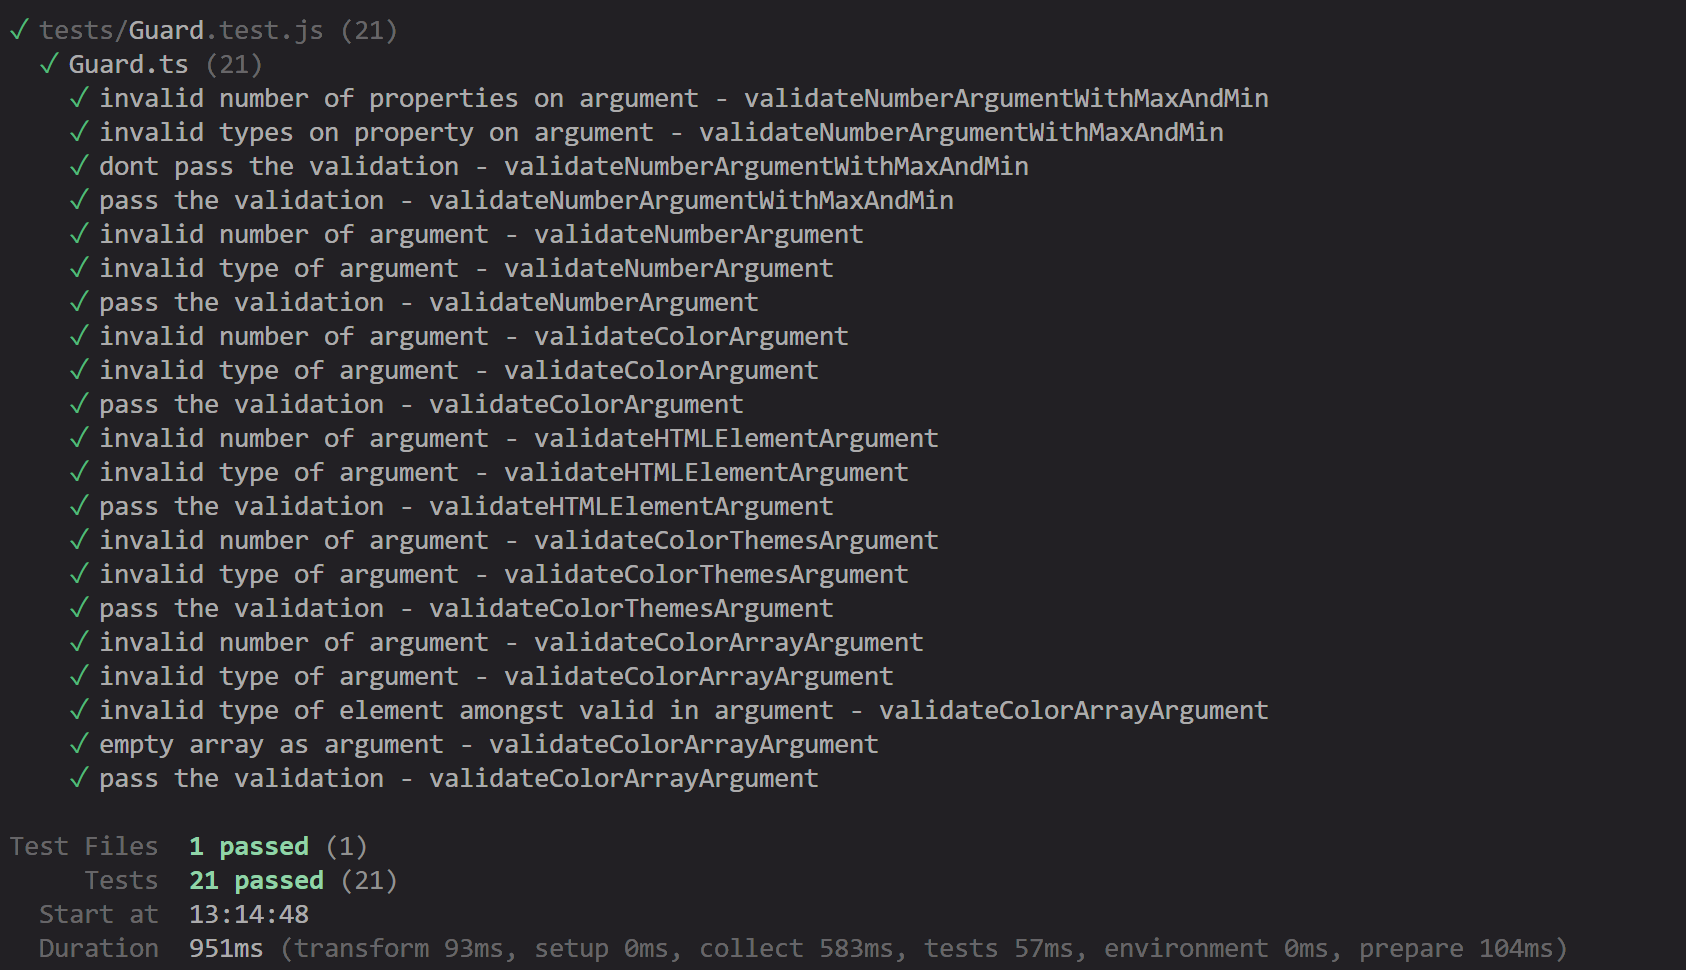 ✓ tests/Guard.test.js (21)
✓ Guard.ts (21)
✓ invalid number of properties on argument - validateNumberArgumentWithMaxAndMin
✓ invalid types on property on argument - validateNumberArgumentWithMaxAndMin
✓ dont pass the validation - validateNumberArgumentWithMaxAndMin
✓ pass the validation - validateNumberArgumentWithMaxAndMin
✓ invalid number of argument - validateNumberArgument
✓ invalid type of argument - validateNumberArgument
✓ pass the validation - validateNumberArgument
✓ invalid number of argument - validateColorArgument
✓ invalid type of argument - validateColorArgument
✓ pass the validation - validateColorArgument
✓ invalid number of argument - validateHTMLElementArgument
✓ invalid type of argument - validateHTMLElementArgument
✓ pass the validation - validateHTMLElementArgument
✓ invalid number of argument - validateColorThemesArgument
✓ invalid type of argument - validateColorThemesArgument
✓ pass the validation - validateColorThemesArgument
✓ invalid number of argument - validateColorArrayArgument
✓ invalid type of argument - validateColorArrayArgument
✓ invalid type of element amongst valid in argument - validateColorArrayArgument
✓ empty array as argument - validateColorArrayArgument
✓ pass the validation - validateColorArrayArgument
Test Files 1 passed (1)
Tests 21 passed (21)
Start at 13:14:48
Duration 951ms (transform 93ms, setup 0ms, collect 583ms, tests 57ms, environment 0ms, prepare 104ms)